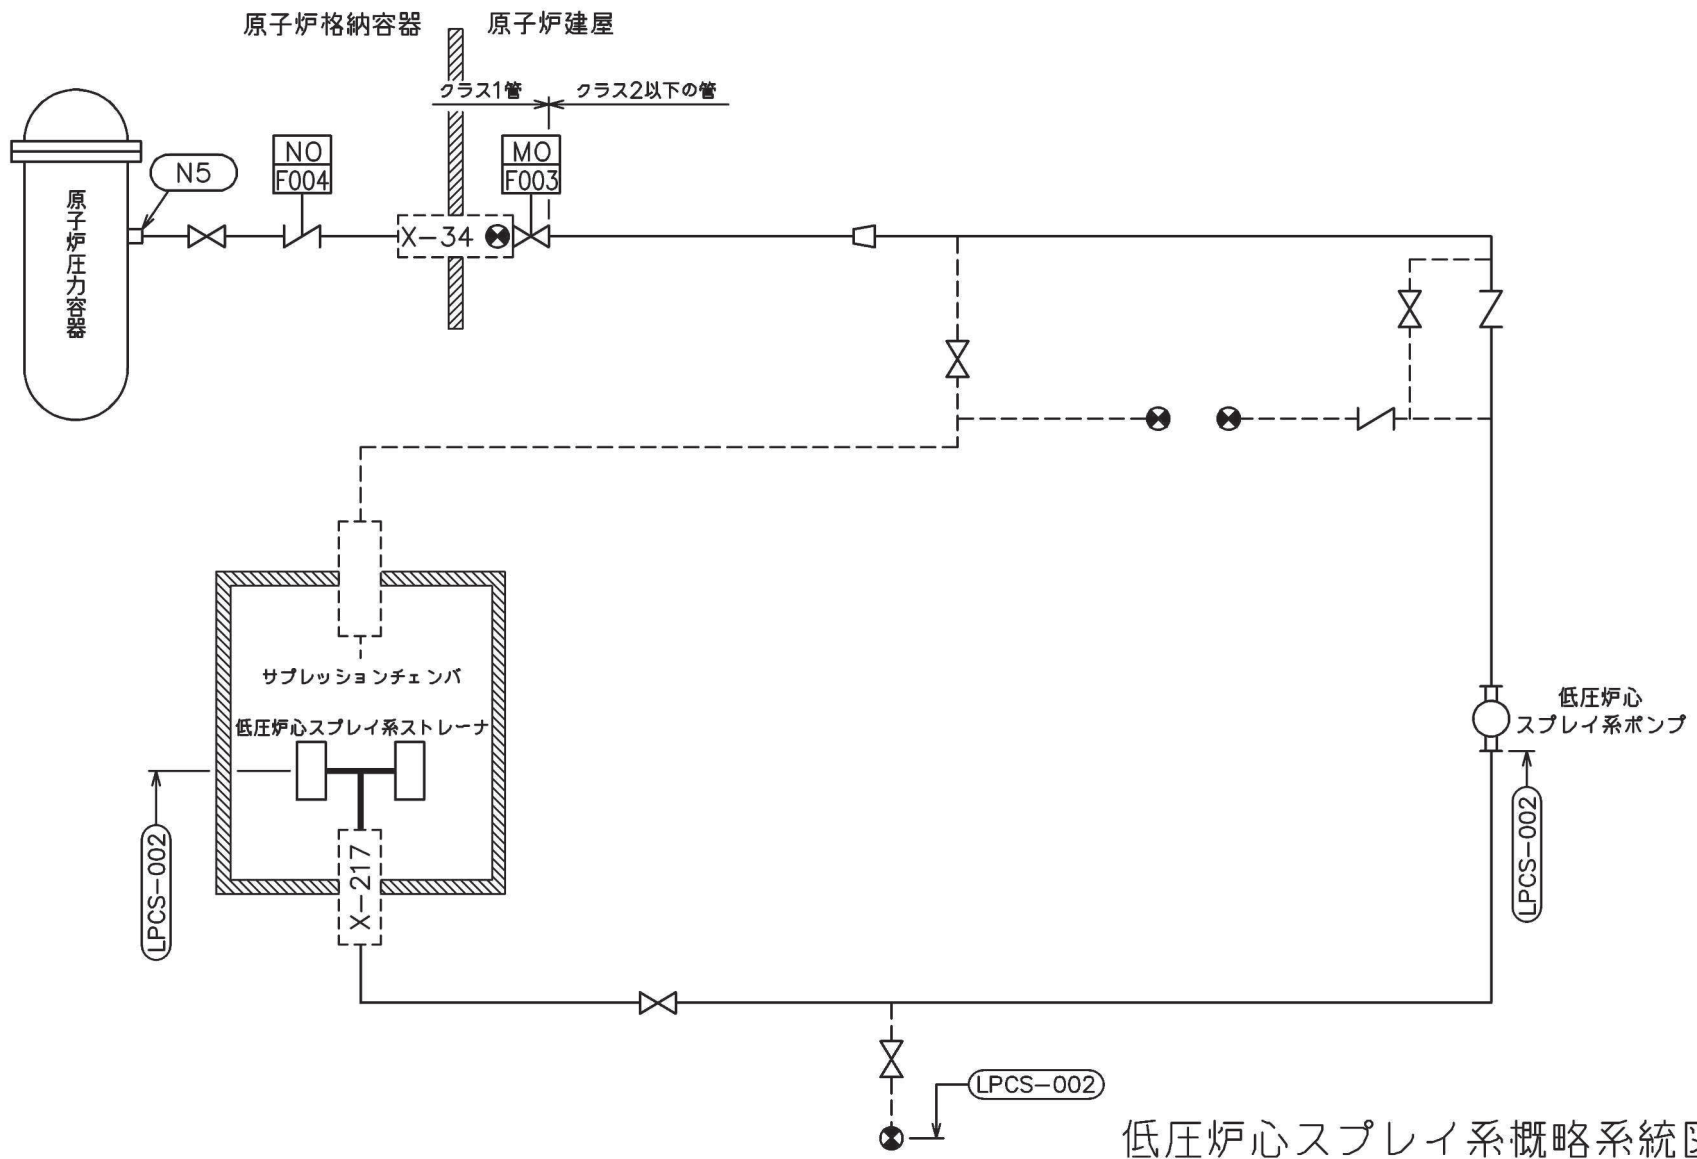 原子炉格納容器
原子炉建屋
クラス1管
クラス2以下の管
NO
F004
MO
F003
N5
X-34
原子炉圧力容器
サプレッションチェンバ
低圧炉心スプレイ系ストレーナ
低圧炉心
スプレイ系ポンプ
LPCS-002
X-217
LPCS-002
LPCS-002
低圧炉心スプレイ系概略系統図